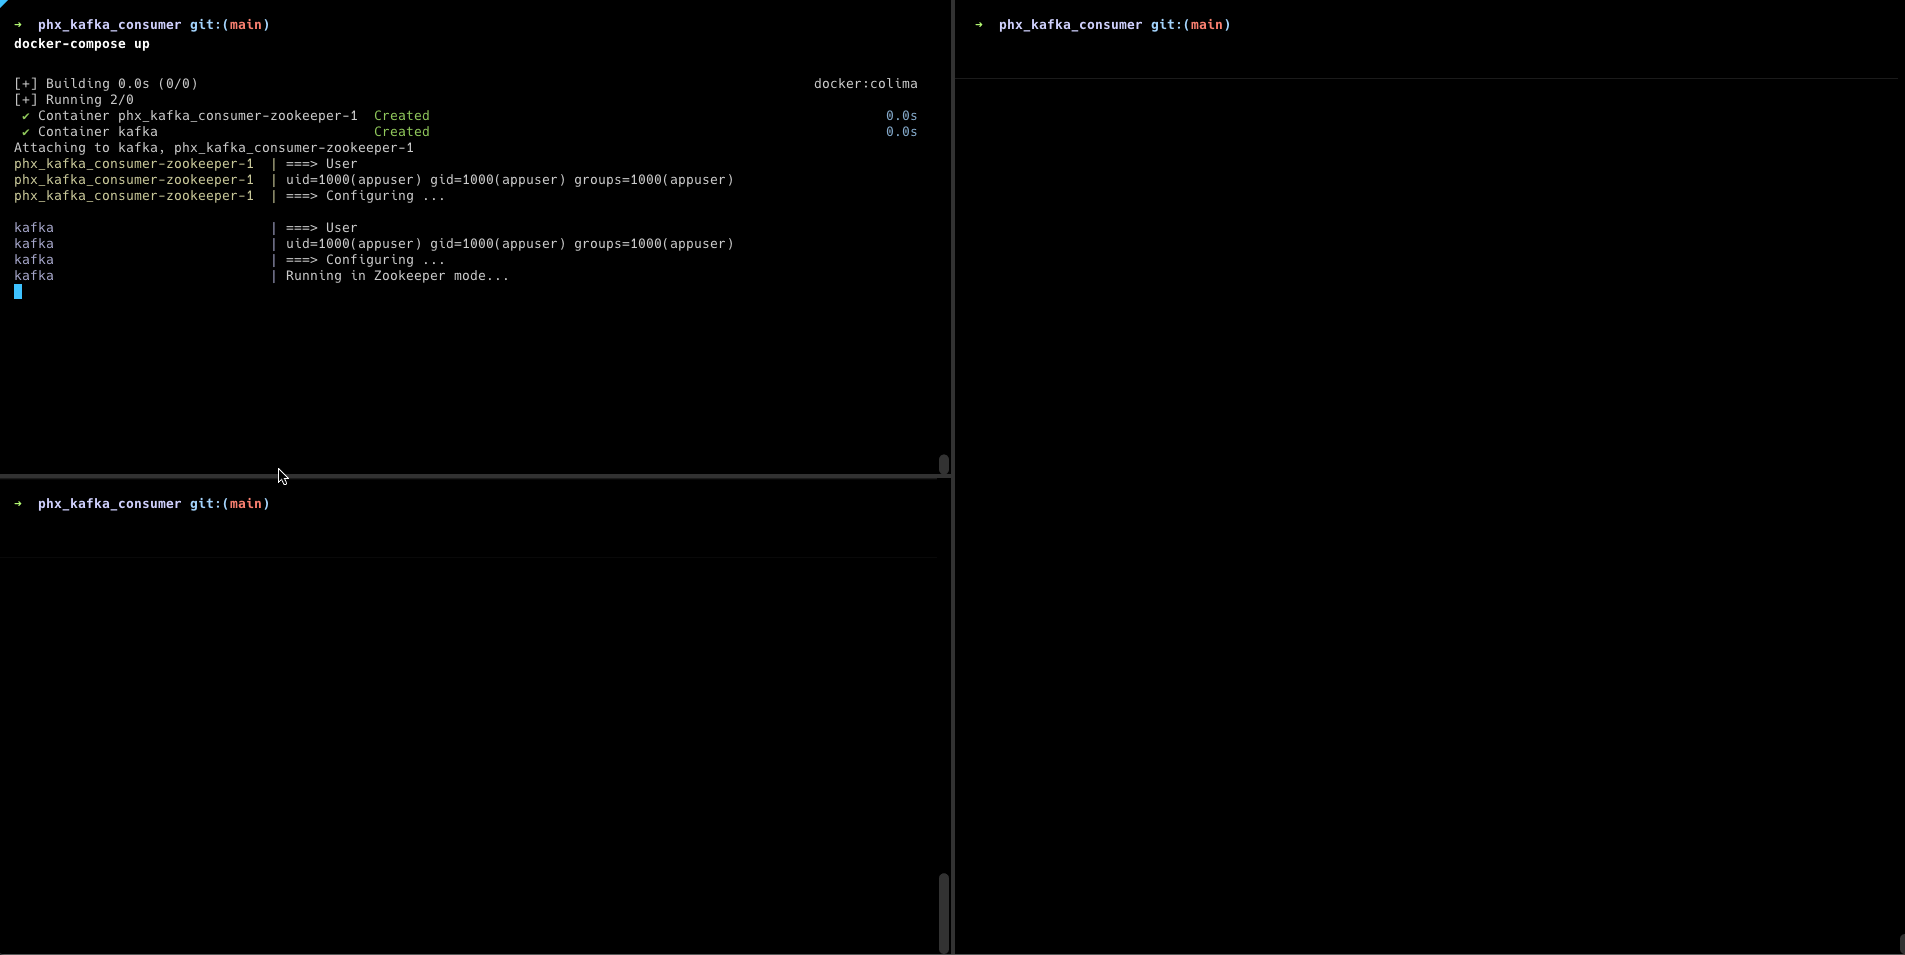 ➜ phx_kafka_consumer git:(main)
docker-compose up
[+] Building 0.0s (0/0) docker:colima
[+] Running 2/0
✔ Container phx_kafka_consumer-zookeeper-1 Created 0.0s
✔ Container kafka Created 0.0s
Attaching to kafka, phx_kafka_consumer-zookeeper-1
phx_kafka_consumer-zookeeper-1 | ===> User
phx_kafka_consumer-zookeeper-1 | uid=1000(appuser) gid=1000(appuser) groups=1000(appuser)
phx_kafka_consumer-zookeeper-1 | ===> Configuring ...
kafka | ===> User
kafka | uid=1000(appuser) gid=1000(appuser) groups=1000(appuser)
kafka | ===> Configuring ...
kafka | Running in Zookeeper mode...
➜ phx_kafka_consumer git:(main)
➜ phx_kafka_consumer git:(main)